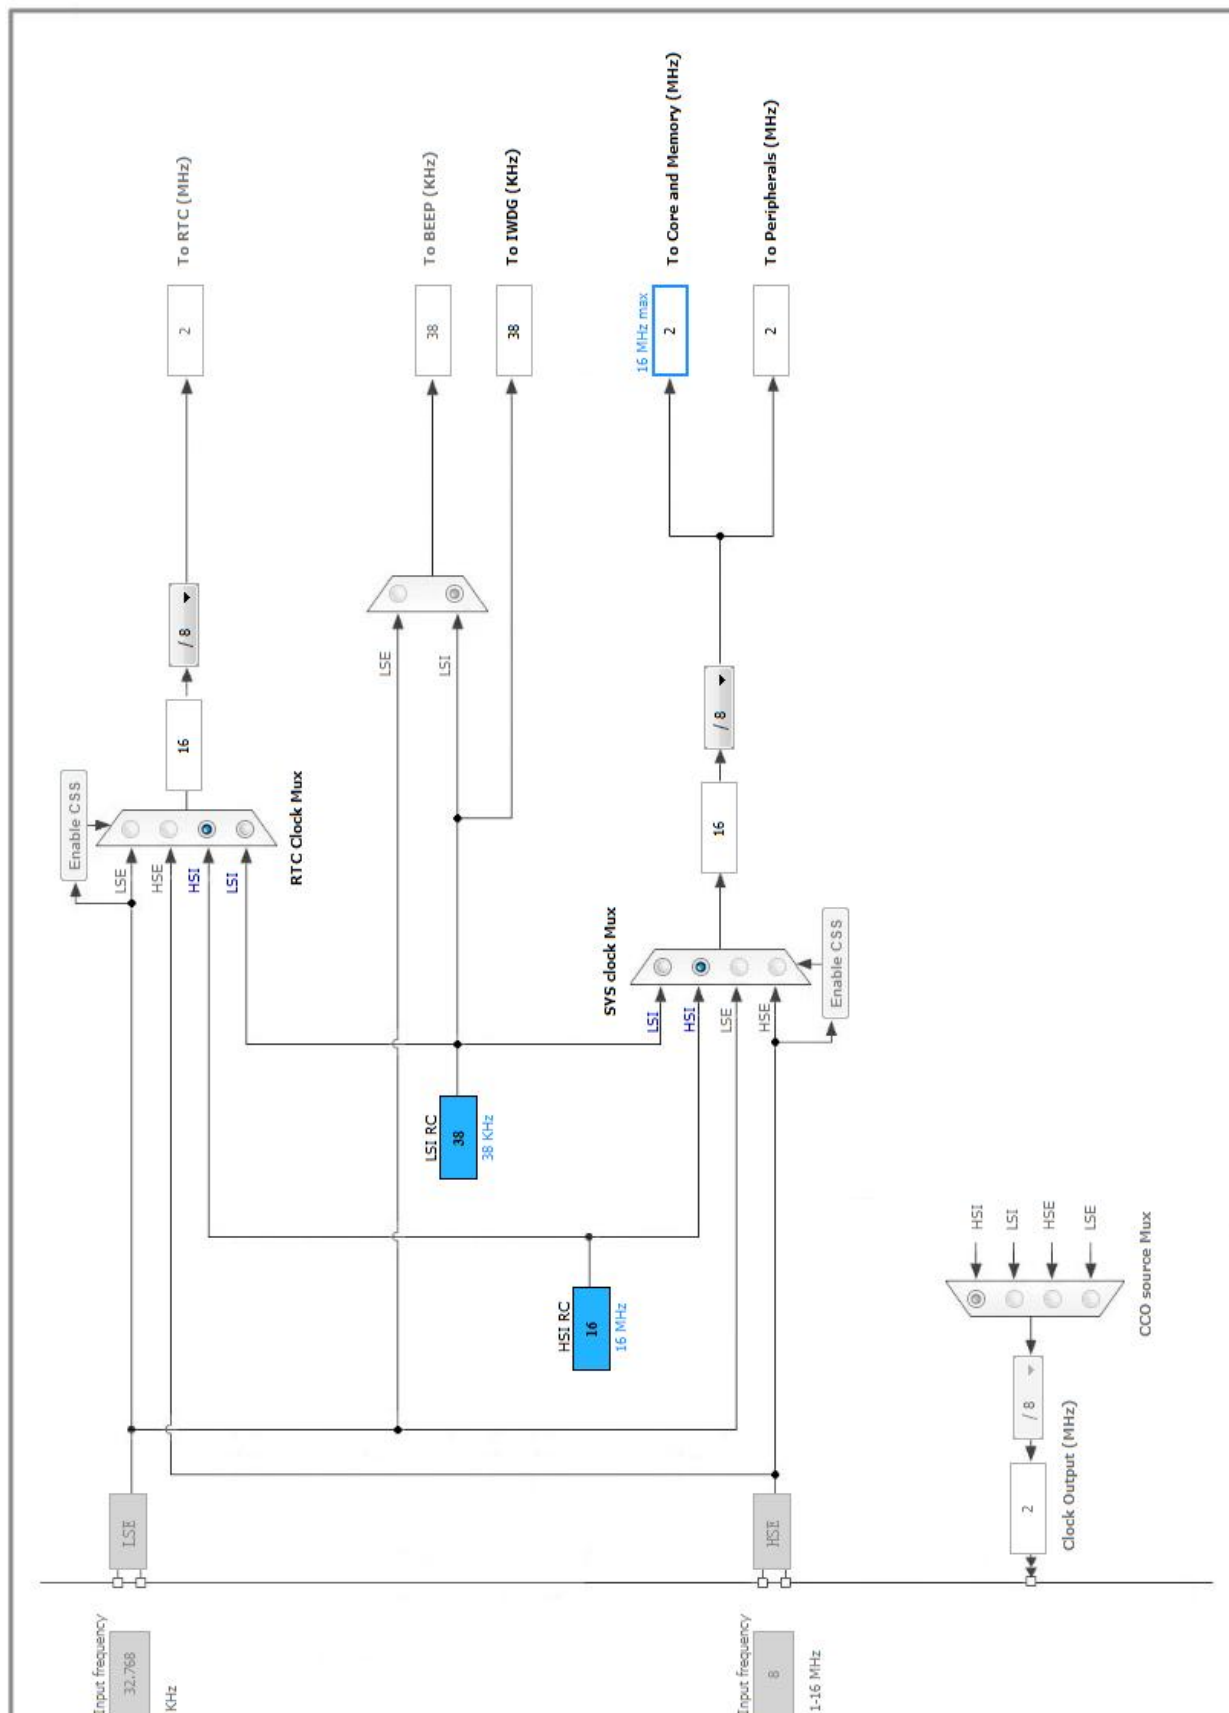 Input frequency
32.768
KHz
LSE
LSE
HSE
HSI
LSI
Enable CSS
RTC Clock Mux
16
/ 8
2
To RTC (MHz)
LSE
LSI
38
To BEEP (KHz)
38
To IWDG (KHz)
LSI RC
38
38 KHz
HSI RC
16
16 MHz
SYS clock Mux
LSI
HSI
LSE
HSE
Enable CSS
16
/ 8
16 MHz max
2
To Core and Memory (MHz)
2
To Peripherals (MHz)
Input frequency
8
1-16 MHz
HSE
2
Clock Output (MHz)
/ 8
HSI
LSI
HSE
LSE
CCO source Mux